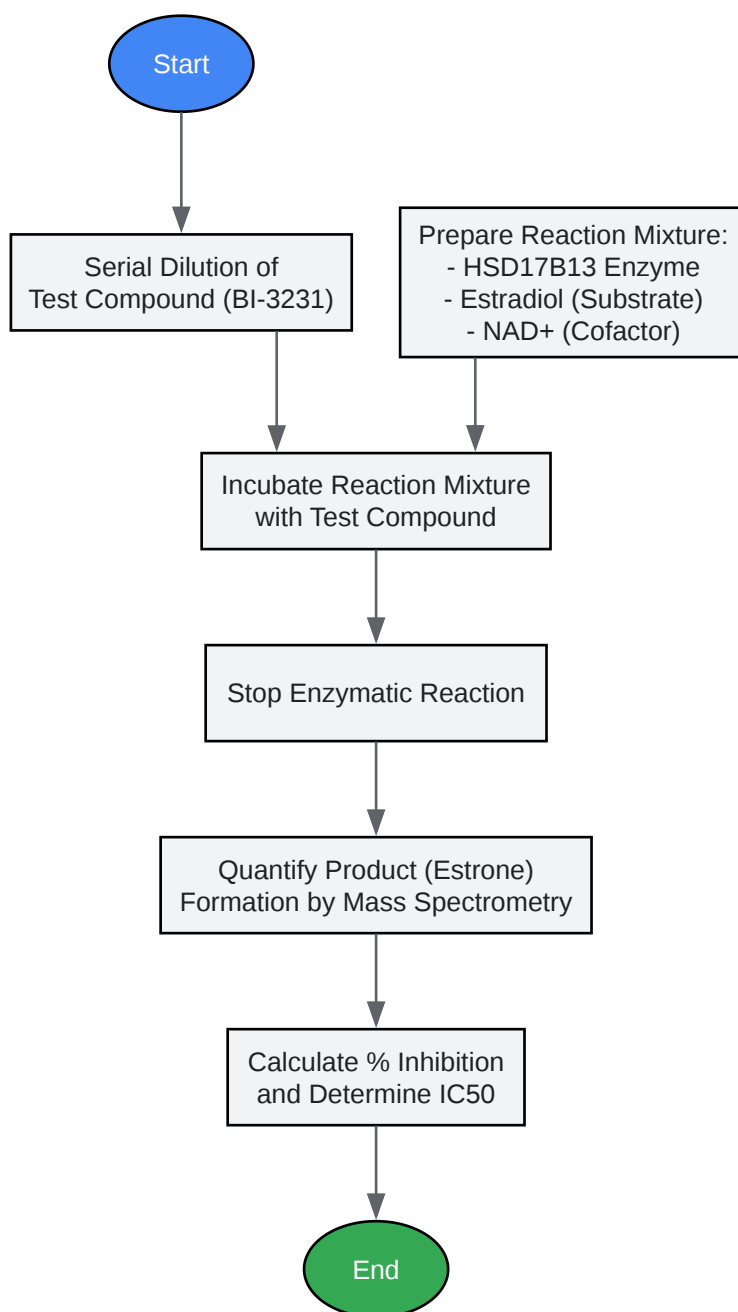 Start
Serial Dilution of
Test Compound (BI-3231)
Prepare Reaction Mixture:
- HSD17B13 Enzyme
- Estradiol (Substrate)
- NAD+ (Cofactor)
Incubate Reaction Mixture
with Test Compound
Stop Enzymatic Reaction
Quantify Product (Estrone)
Formation by Mass Spectrometry
Calculate % Inhibition
and Determine IC50
End